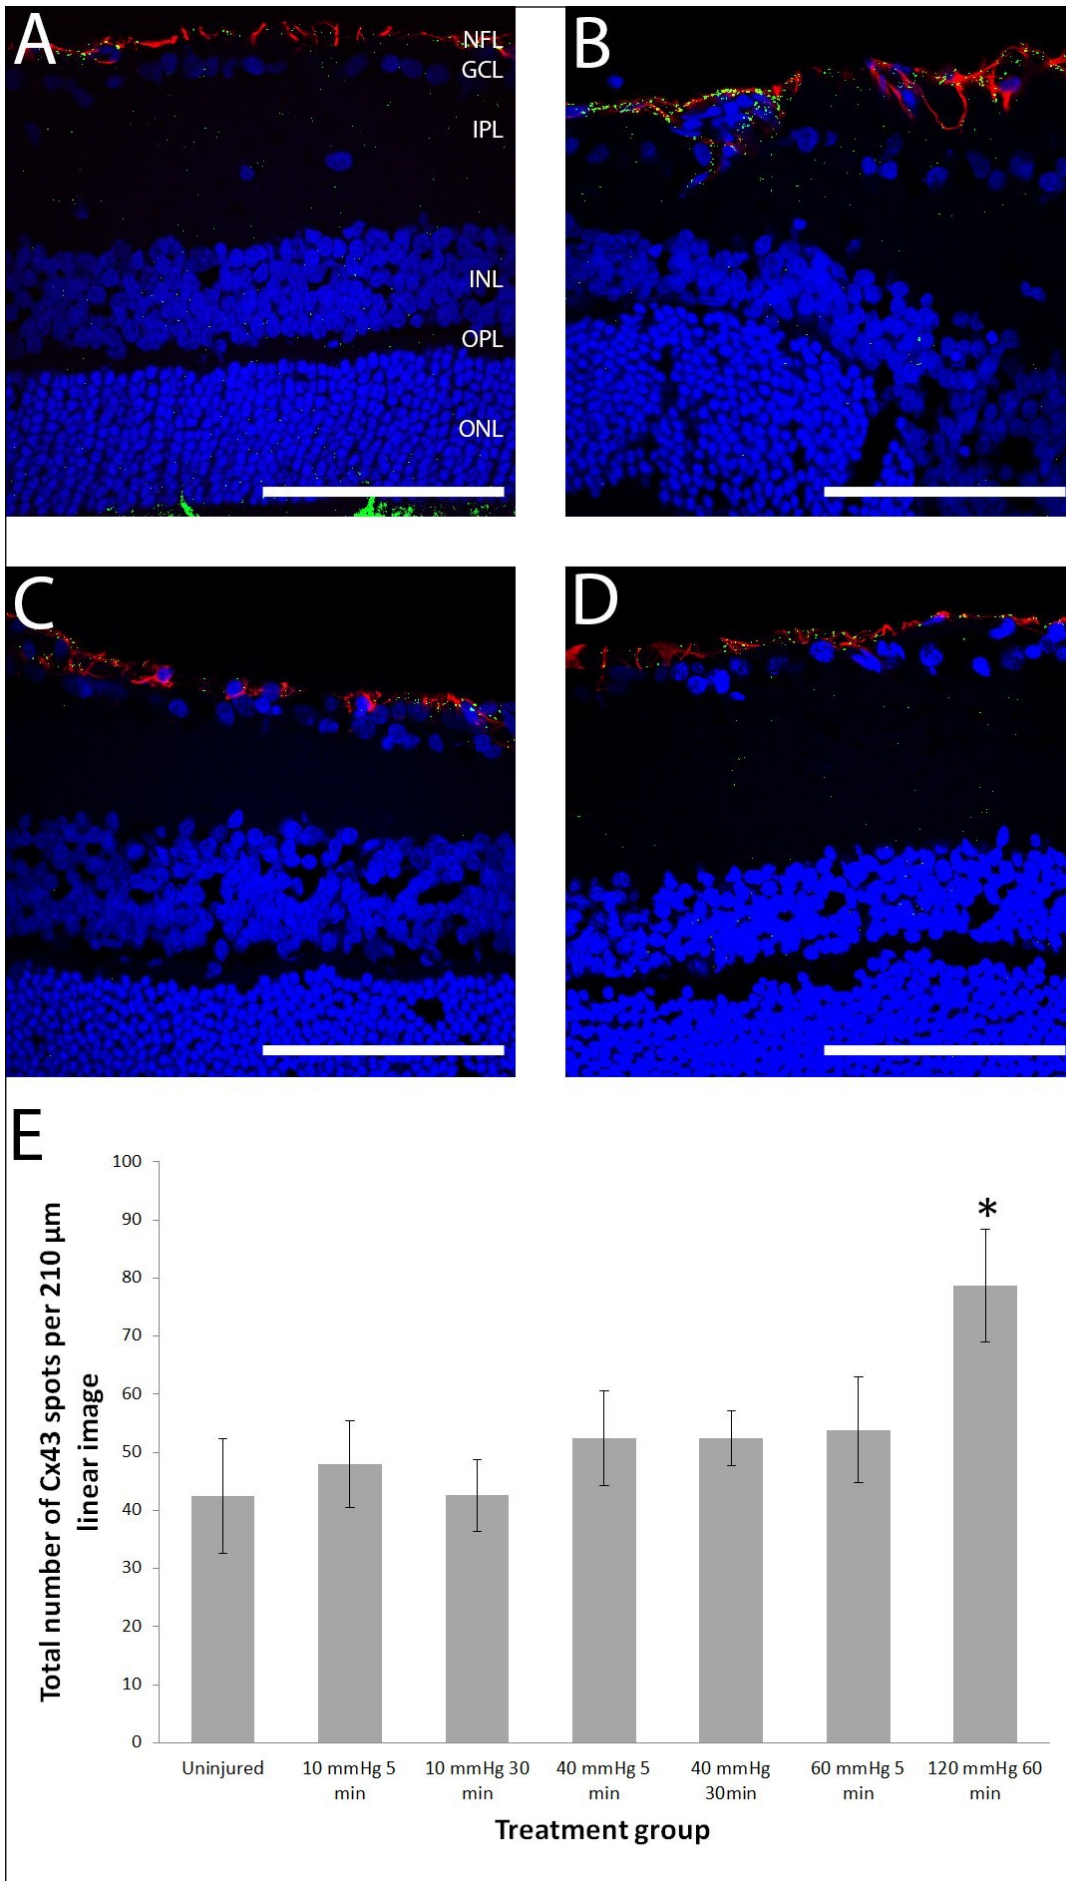 A
NFL
GCL
IPL
INL
OPL
ONL
B
C
D
E
Total number of Cx43 spots per 210 µm
linear image
100
90
80
70
60
50
40
30
20
10
0
*
Uninjured
10 mmHg 5
min
10 mmHg 30
min
40 mmHg 5
min
40 mmHg
30min
60 mmHg 5
min
120 mmHg 60
min
Treatment group